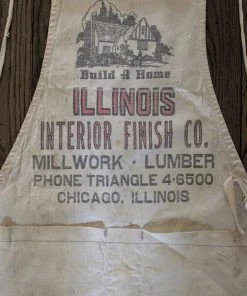 Build A Home
ILLINOIS
INTERIOR FINISH CO.
MILLWORK · LUMBER
PHONE TRIANGLE 4-6500
CHICAGO, ILLINOIS